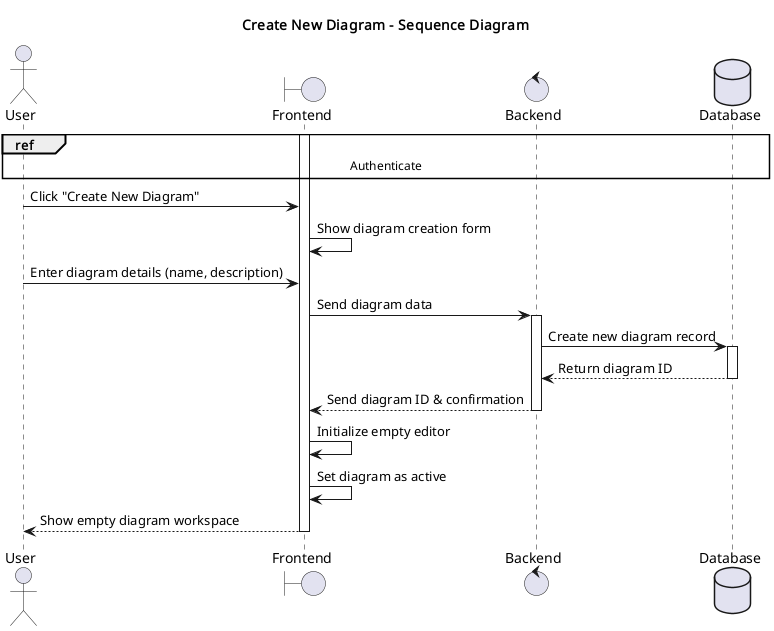 Create New Diagram - Sequence Diagram
User
Frontend
Backend
Database
ref
Authenticate
Click "Create New Diagram"
Show diagram creation form
Enter diagram details (name, description)
Send diagram data
Create new diagram record
Return diagram ID
Send diagram ID & confirmation
Initialize empty editor
Set diagram as active
Show empty diagram workspace
User
Frontend
Backend
Database